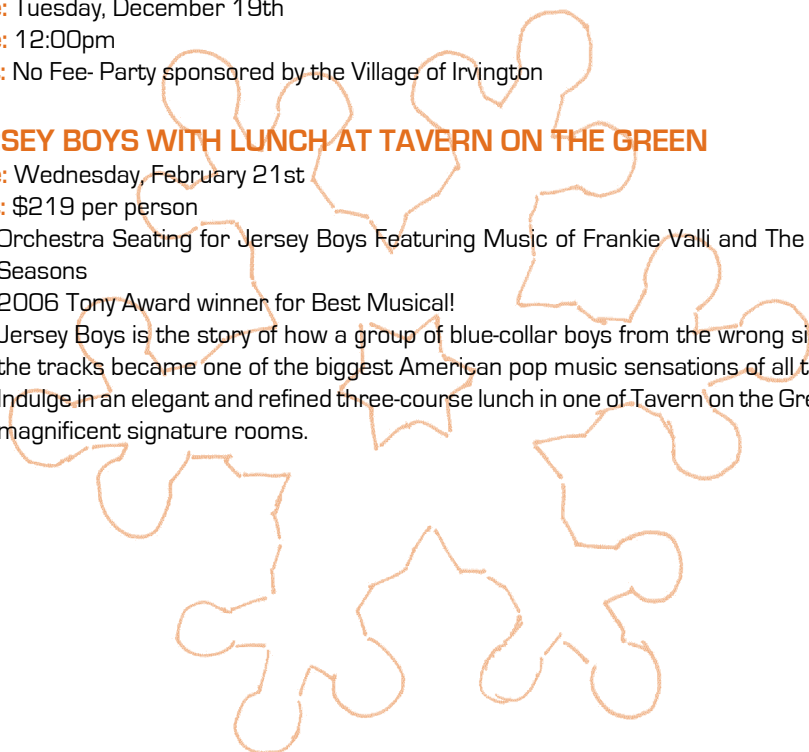 : Tuesday, December 19th
: 12:00pm
: No Fee- Party sponsored by the Village of Irvington
SEY BOYS WITH LUNCH AT TAVERN ON THE GREEN
: Wednesday, February 21st
: $219 per person
Orchestra Seating for Jersey Boys Featuring Music of Frankie Valli and The
Seasons
2006 Tony Award winner for Best Musical!
Jersey Boys is the story of how a group of blue-collar boys from the wrong si
the tracks became one of the biggest American pop music sensations of all t
Indulge in an elegant and refined three-course lunch in one of Tavern on the Gre
magnificent signature rooms.